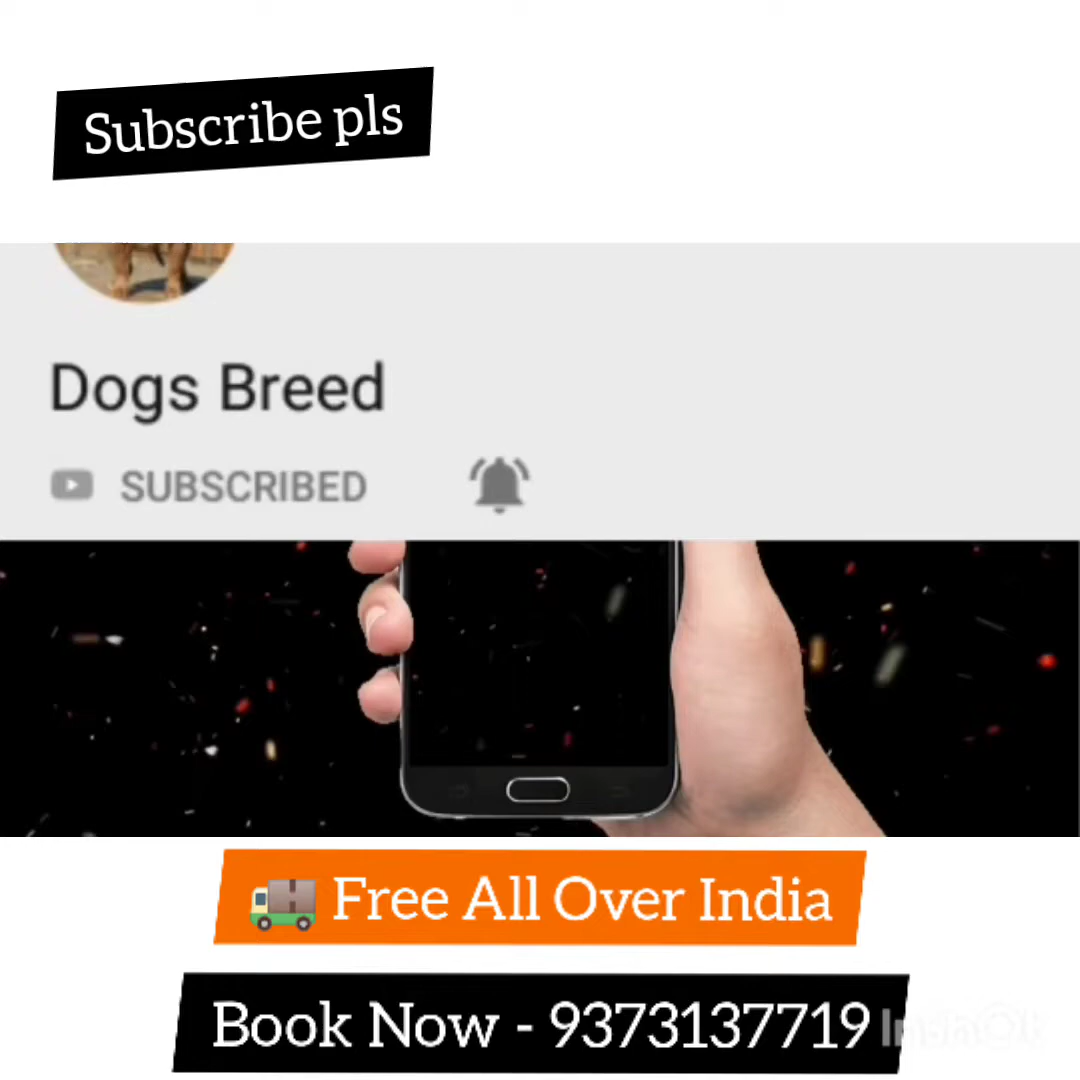 Subscribe pls
Dogs Breed
SUBSCRIBED
Free All Over India
Book Now - 9373137719